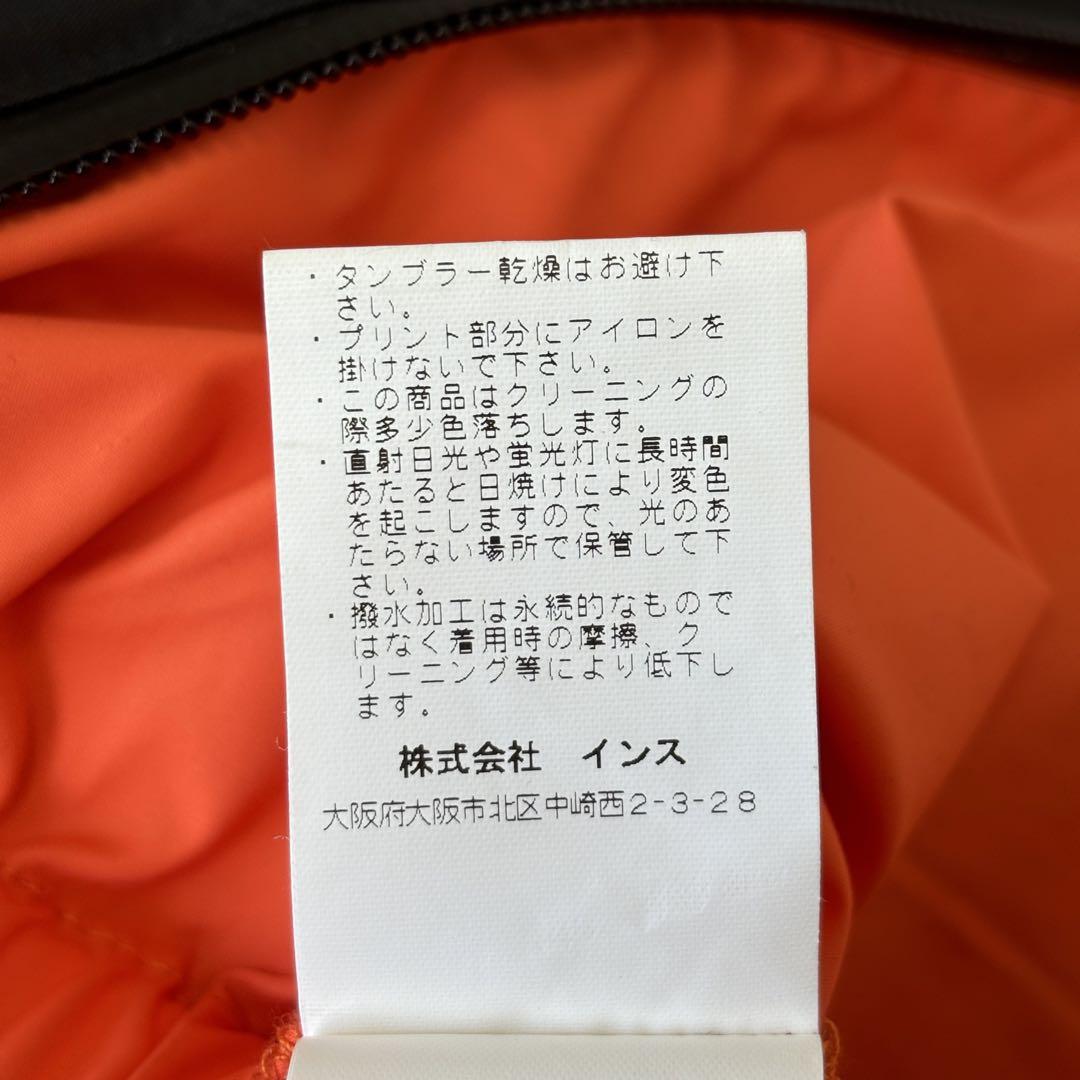 ・タンブラー乾燥はお避け下
さい。
・プリント部分にアイロンを
掛けないで下さい。
・この商品はクリーニングの
際多少色落ちします。
・直射日光や蛍光灯に長時間
あたると日焼けにより変色
を起こしますので、光のあ
たらない場所で保管して下
さい。
・撥水加工は永続的なもので
はなく着用時の摩擦、ク
リーニング等により低下し
ます。
株式会社　インス
大阪府大阪市北区中崎西2-3-28